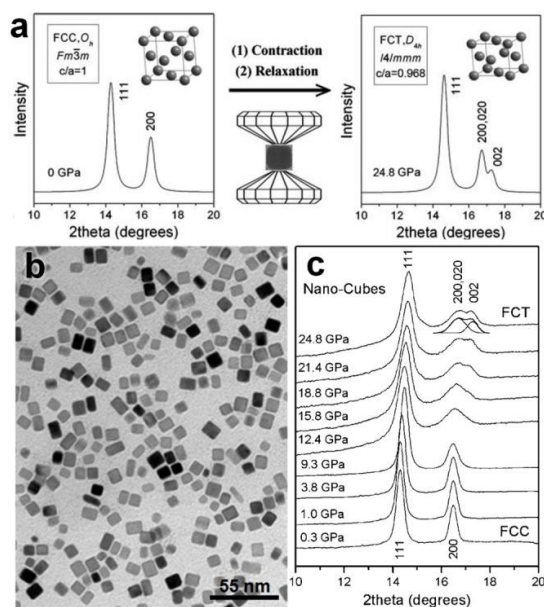 a
FCC,Oh
Fm3̅m
c/a=1
111
200
0 GPa
Intensity
10 12 14 16 18 20
2theta (degrees)
(1) Contraction
(2) Relaxation
FCT,D4h
I4/mmm
c/a=0.968
111
200,020
002
24.8 GPa
Intensity
10 12 14 16 18 20
2theta (degrees)
b
55 nm
c
Nano-Cubes
111
200,020
002
FCT
24.8 GPa
21.4 GPa
18.8 GPa
15.8 GPa
12.4 GPa
9.3 GPa
3.8 GPa
1.0 GPa
0.3 GPa
111
200
FCC
10 12 14 16 18 20
2theta (degrees)